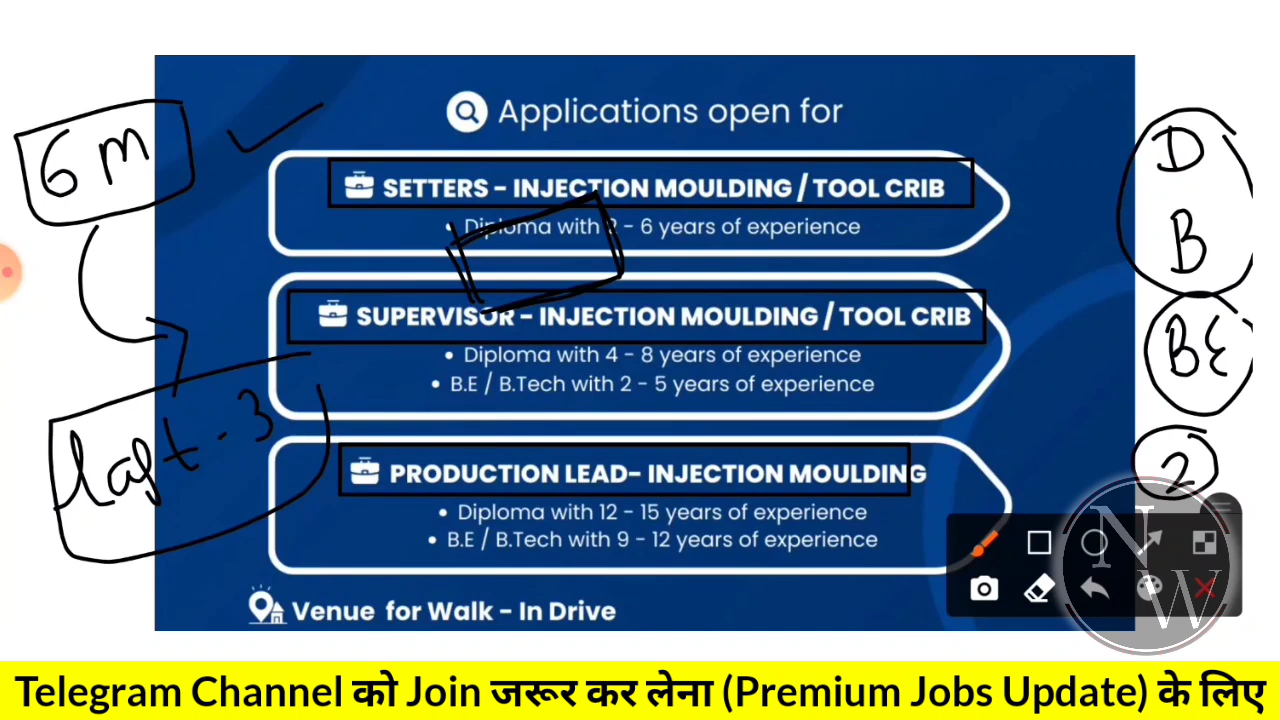 Applications open for
SETTERS - INJECTION MOULDING / TOOL CRIB
Diploma with 2 - 6 years of experience
SUPERVISOR - INJECTION MOULDING / TOOL CRIB
Diploma with 4 - 8 years of experience
B.E / B.Tech with 2 - 5 years of experience
PRODUCTION LEAD- INJECTION MOULDING
Diploma with 12 - 15 years of experience
B.E / B.Tech with 9 - 12 years of experience
Venue for Walk - In Drive
6 m
last - 3
D
B
BE
2
N
W
Telegram Channel को Join जरूर कर लेना (Premium Jobs Update) के लिए